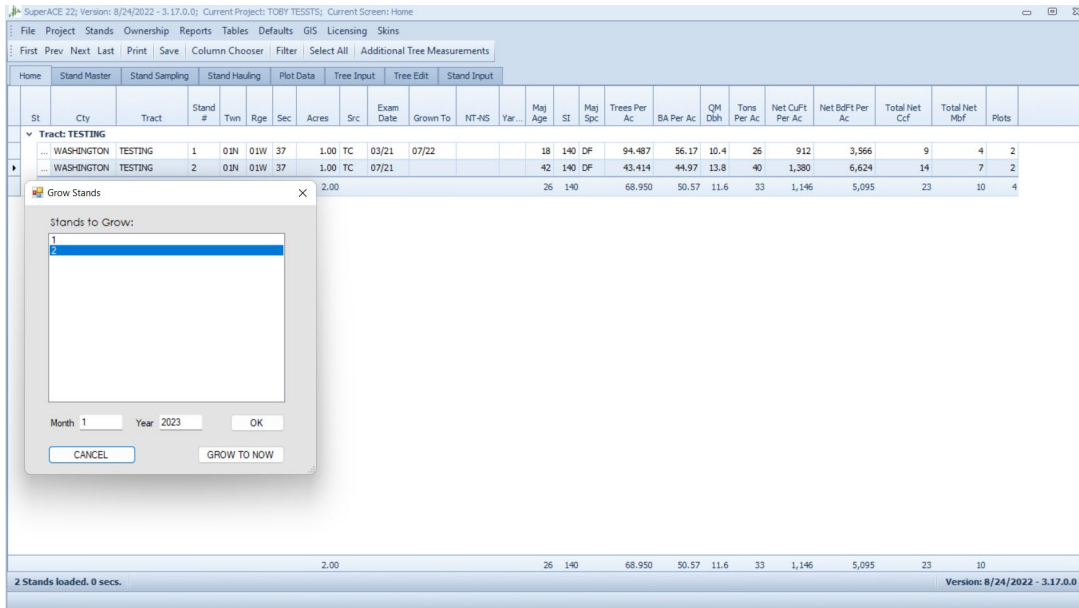 SuperACE 22; Version: 8/24/2022 - 3.17.0.0; Current Project: TOBY TESSTS; Current Screen: Home
File Project Stands Ownership Reports Tables Defaults GIS Licensing Skins
First Prev Next Last Print Save Column Chooser Filter Select All Additional Tree Measurements
Home Stand Master Stand Sampling Stand Hauling Plot Data Tree Input Tree Edit Stand Input
St Cty Tract Stand # Twn Rge Sec Acres Src Exam Date Grown To NT-NS Yar... Maj Age SI Maj Spc Trees Per Ac BA Per Ac QM Dbh Tons Per Ac Net CuFt Per Ac Net BdFt Per Ac Total Net Ccf Total Net Mbf Plots
Tract: TESTING
... WASHINGTON TESTING 1 01N 01W 37 1.00 TC 03/21 07/22 18 140 DF 94.487 56.17 10.4 26 912 3,566 9 4 2
... WASHINGTON TESTING 2 01N 01W 37 1.00 TC 07/21 42 140 DF 43.414 44.97 13.8 40 1,380 6,624 14 7 2
2.00 26 140 68.950 50.57 11.6 33 1,146 5,095 23 10 4
Grow Stands
Stands to Grow:
1
2
Month 1 Year 2023 OK
CANCEL GROW TO NOW
2.00 26 140 68.950 50.57 11.6 33 1,146 5,095 23 10
2 Stands loaded. 0 secs. Version: 8/24/2022 - 3.17.0.0